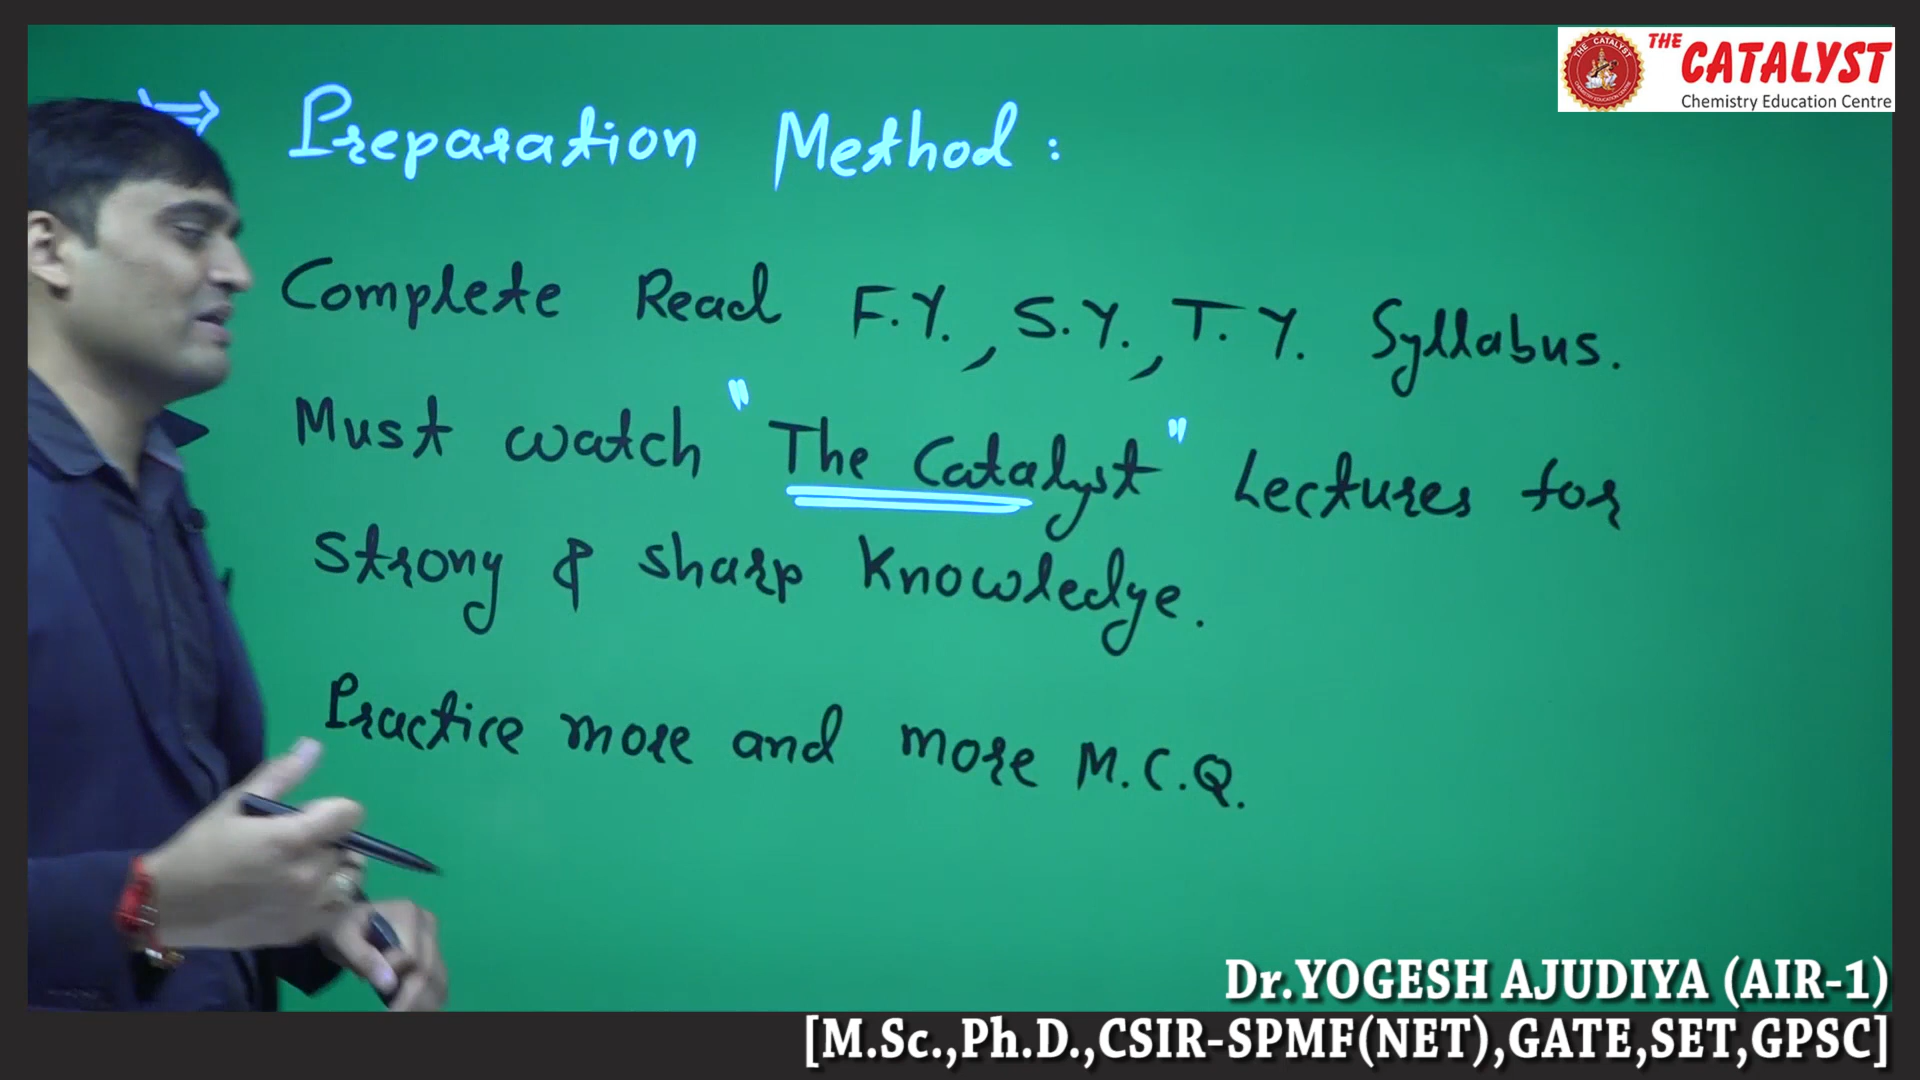 THE CATALYST
Chemistry Education Centre
⇒ Preparation Method :
Complete Read F.Y., S.Y., T.Y. Syllabus.
Must watch "The Catalyst" Lectures for
strong & sharp knowledge.
Practice more and more M.C.Q.
Dr.YOGESH AJUDIYA (AIR-1)
[M.Sc.,Ph.D.,CSIR-SPMF(NET),GATE,SET,GPSC]